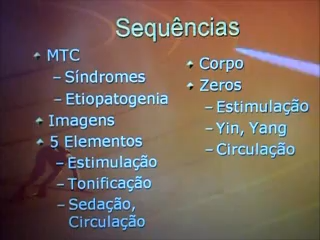 Sequências
MTC
– Síndromes
– Etiopatogenia
Imagens
5 Elementos
– Estimulação
– Tonificação
– Sedação,
Circulação
Corpo
Zeros
– Estimulação
– Yin, Yang
– Circulação